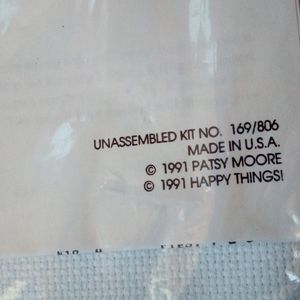 UNASSEMBLED KIT NO. 169/806
MADE IN U.S.A.
© 1991 PATSY MOORE
© 1991 HAPPY THINGS!